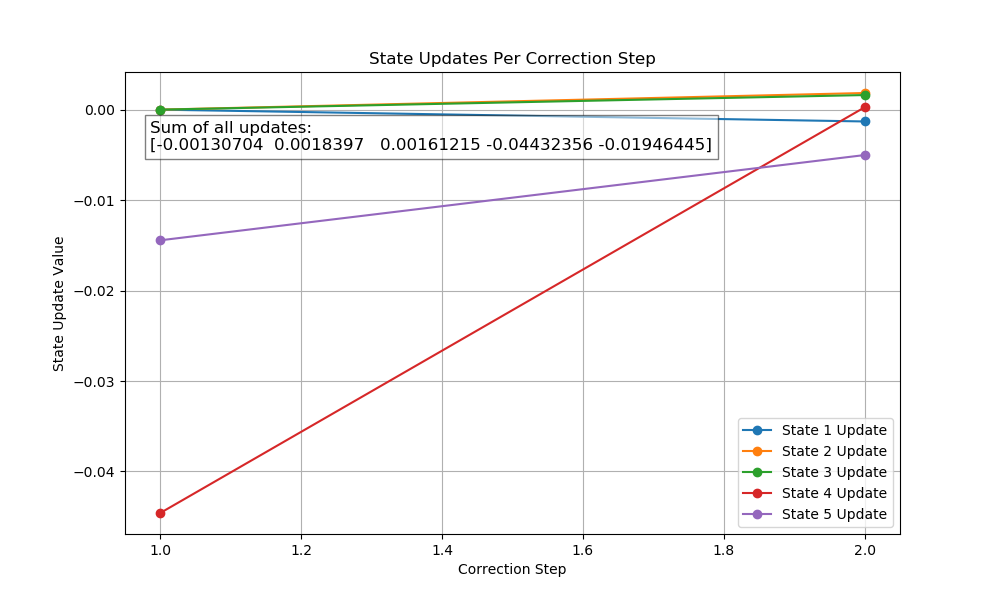 State Updates Per Correction Step
State Update Value
0.00
−0.01
−0.02
−0.03
−0.04
Sum of all updates:
[-0.00130704  0.0018397   0.00161215 -0.04432356 -0.01946445]
State 1 Update
State 2 Update
State 3 Update
State 4 Update
State 5 Update
1.0 1.2 1.4 1.6 1.8 2.0
Correction Step